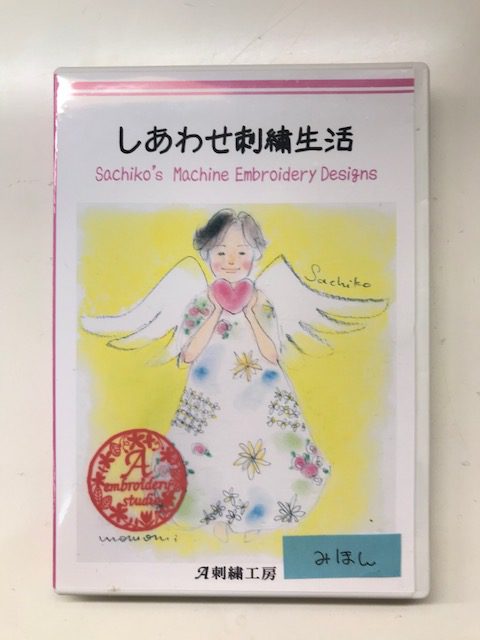 しあわせ刺繍生活
Sachiko's Machine Embroidery Designs
Sachiko
A
embroidery
studio
momomi
A刺繍工房
みほん